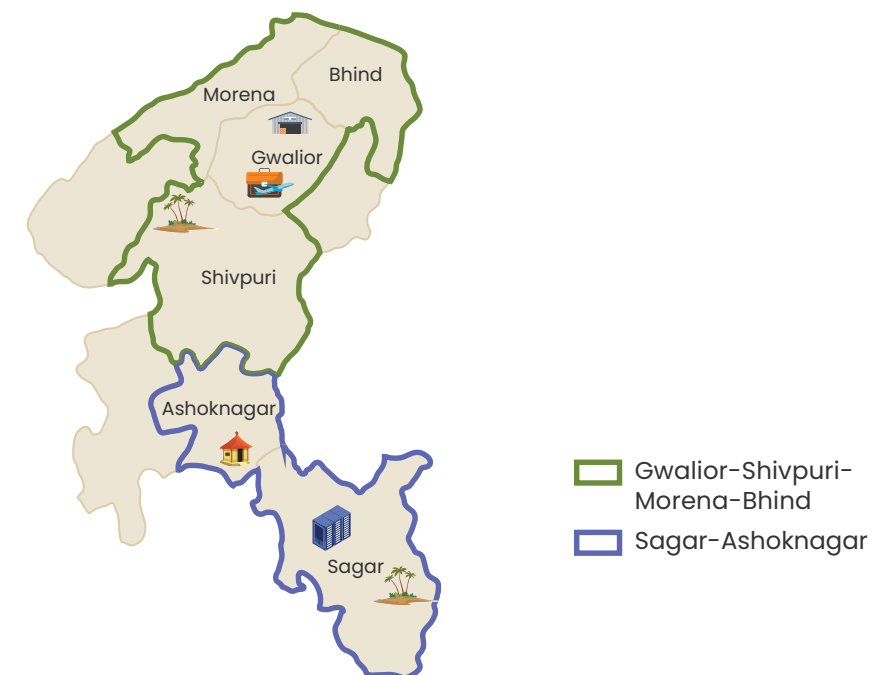 Bhind
Morena
Gwalior
Shivpuri
Ashoknagar
Sagar
Gwalior-Shivpuri-
Morena-Bhind
Sagar-Ashoknagar